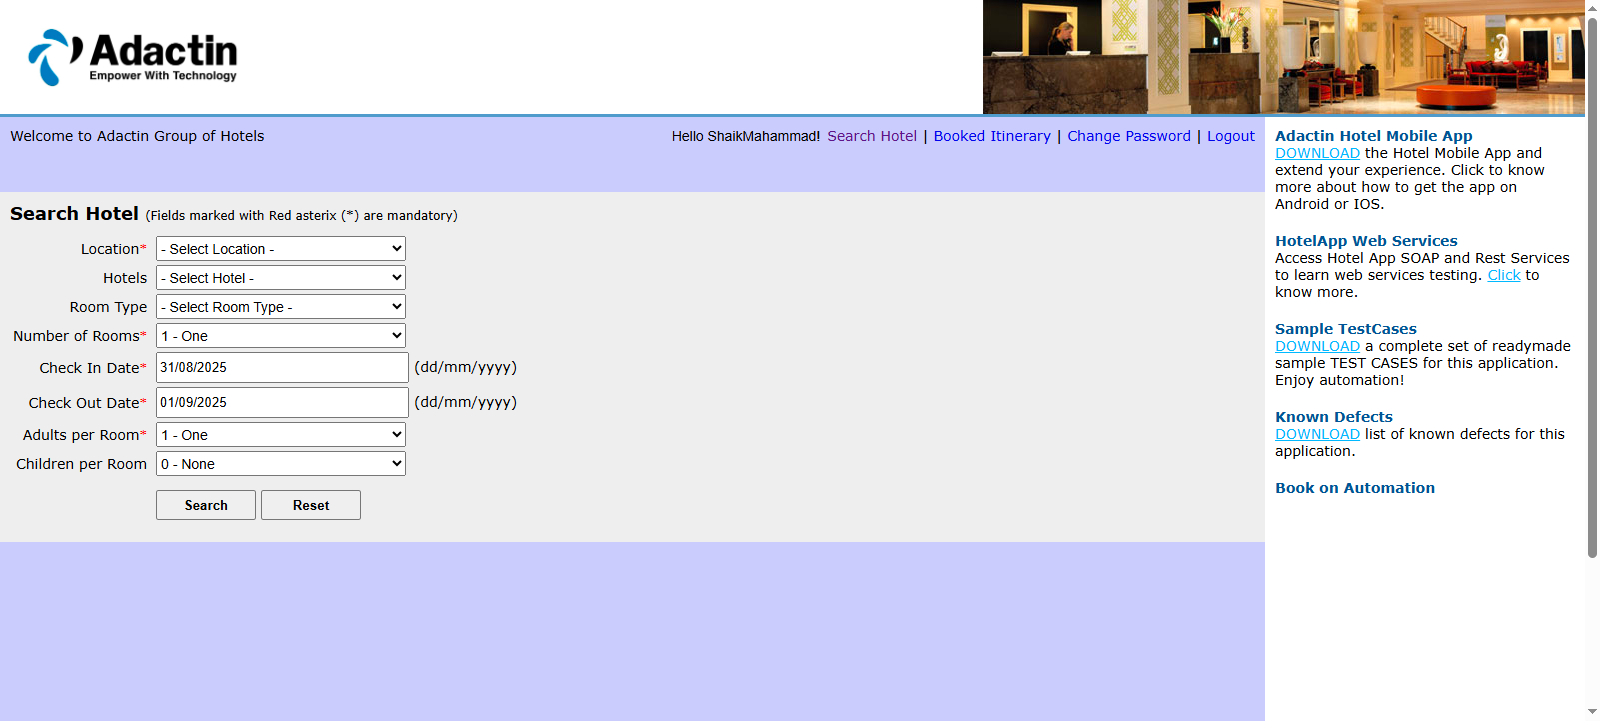 Adactin
Empower With Technology
Welcome to Adactin Group of Hotels
Hello ShaikMahammad! Search Hotel | Booked Itinerary | Change Password | Logout
Search Hotel (Fields marked with Red asterix (*) are mandatory)
Location* - Select Location -
Hotels - Select Hotel -
Room Type - Select Room Type -
Number of Rooms* 1 - One
Check In Date* 31/08/2025 (dd/mm/yyyy)
Check Out Date* 01/09/2025 (dd/mm/yyyy)
Adults per Room* 1 - One
Children per Room 0 - None
Search Reset
Adactin Hotel Mobile App
DOWNLOAD the Hotel Mobile App and
extend your experience. Click to know
more about how to get the app on
Android or IOS.
HotelApp Web Services
Access Hotel App SOAP and Rest Services
to learn web services testing. Click to
know more.
Sample TestCases
DOWNLOAD a complete set of readymade
sample TEST CASES for this application.
Enjoy automation!
Known Defects
DOWNLOAD list of known defects for this
application.
Book on Automation